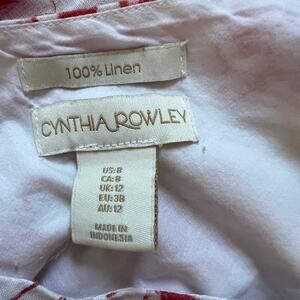 100% Linen
CYNTHIA ROWLEY
US: 8
CA: 8
UK: 12
EU: 38
AU: 12
MADE IN
INDONESIA